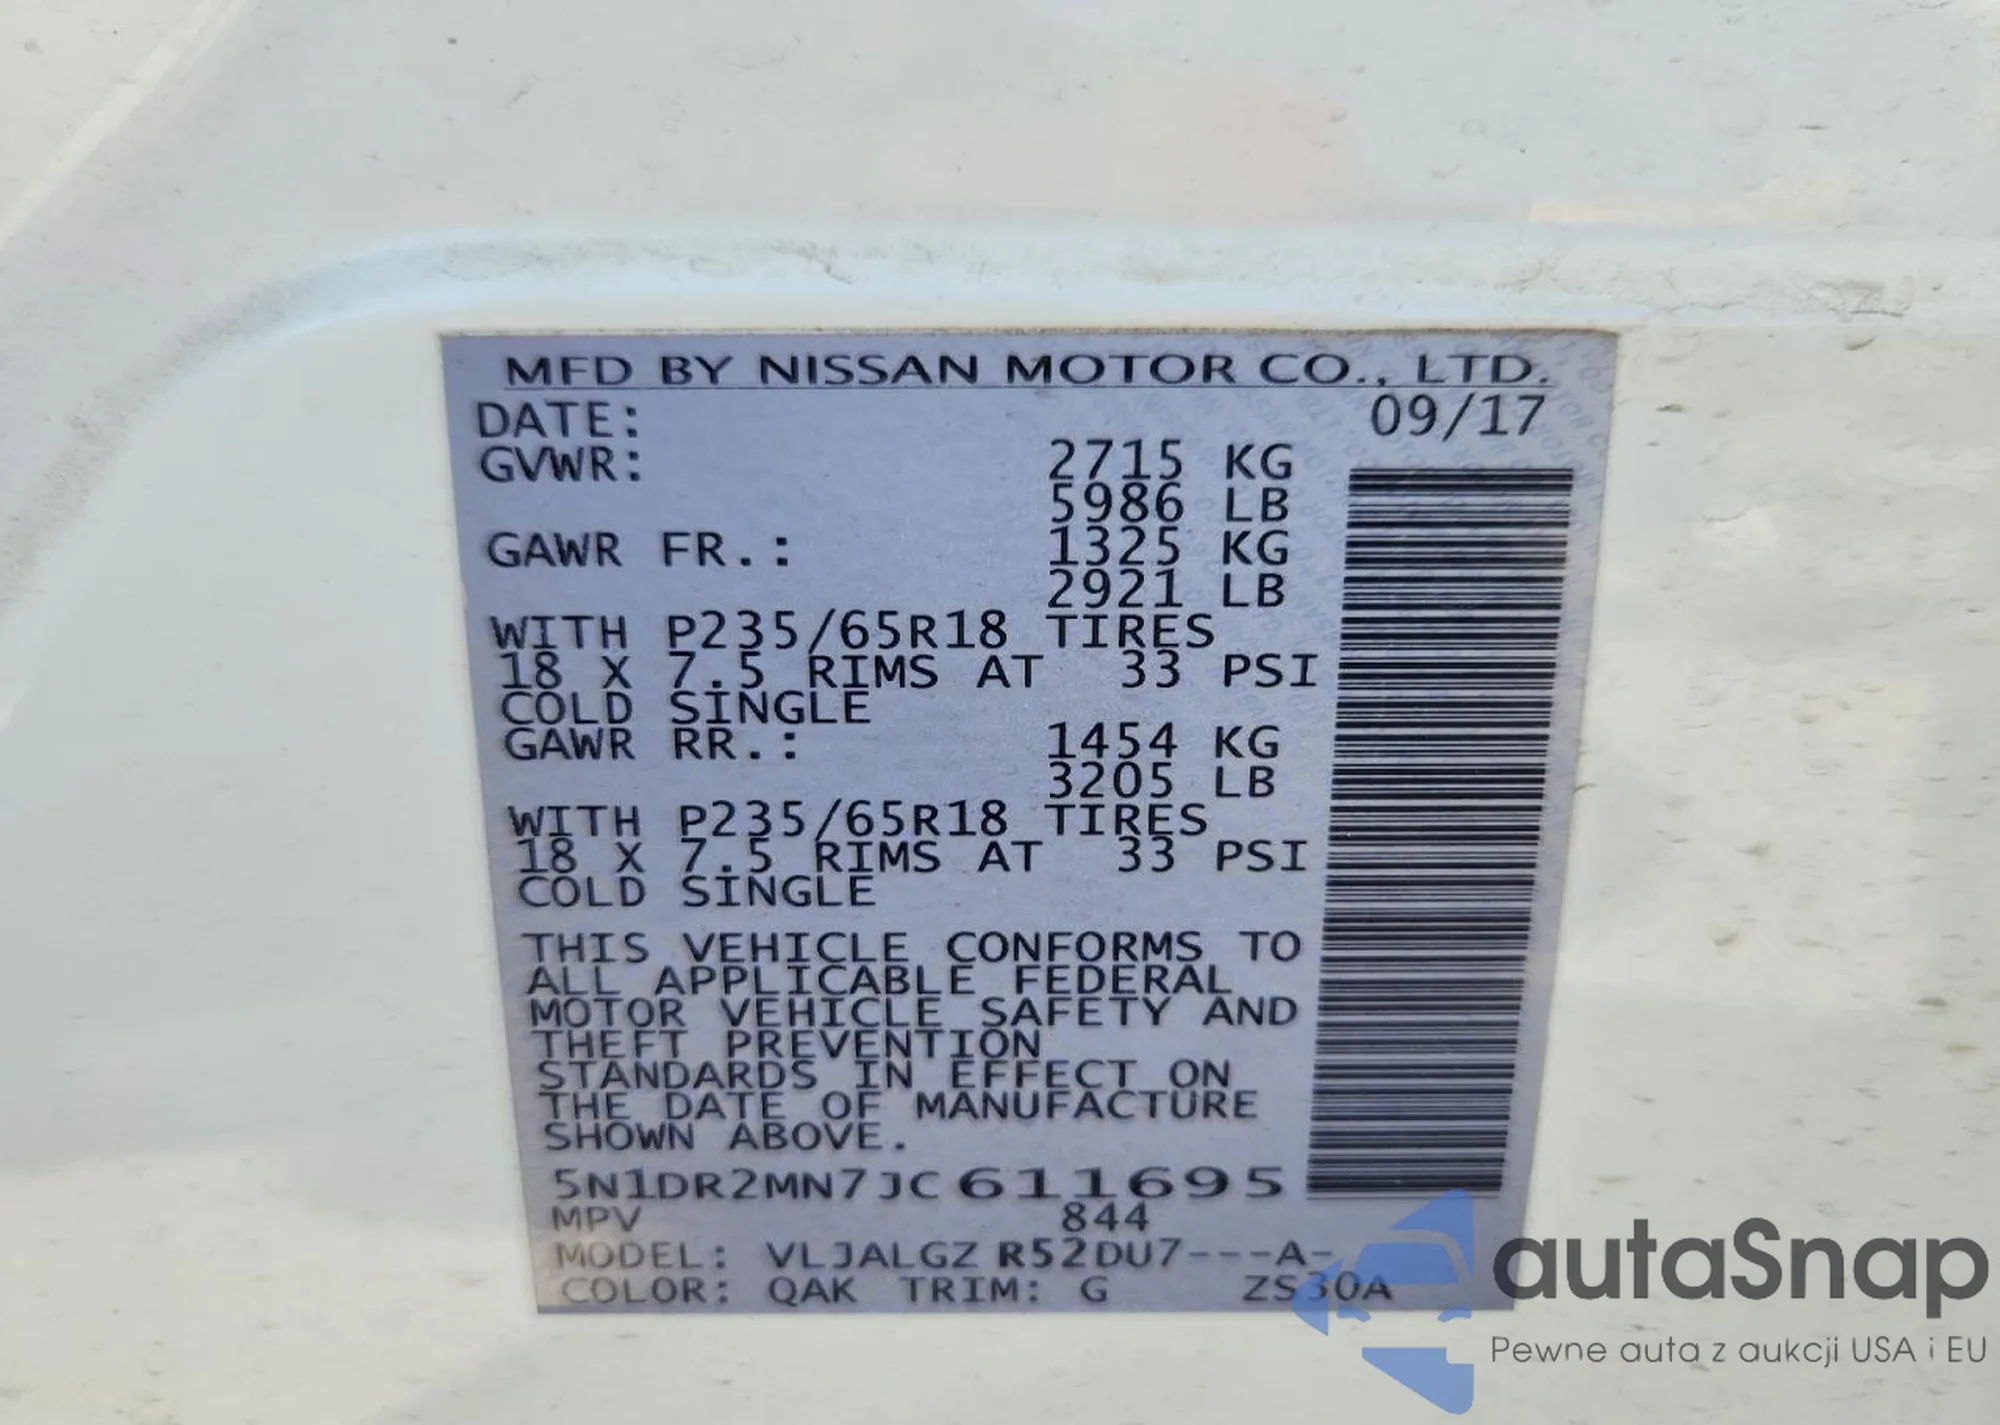 MFD BY NISSAN MOTOR CO., LTD.
DATE: 09/17
GVWR: 2715 KG
5986 LB
GAWR FR.: 1325 KG
2921 LB
WITH P235/65R18 TIRES
18 X 7.5 RIMS AT 33 PSI
COLD SINGLE
GAWR RR.: 1454 KG
3205 LB
WITH P235/65R18 TIRES
18 X 7.5 RIMS AT 33 PSI
COLD SINGLE
THIS VEHICLE CONFORMS TO
ALL APPLICABLE FEDERAL
MOTOR VEHICLE SAFETY AND
THEFT PREVENTION
STANDARDS IN EFFECT ON
THE DATE OF MANUFACTURE
SHOWN ABOVE.
5N1DR2MN7JC611695
MPV 844
MODEL: VLJALGZ R52DU7---A-
COLOR: QAK TRIM: G ZS30A
autaSnap
Pewne auta z aukcji USA i EU